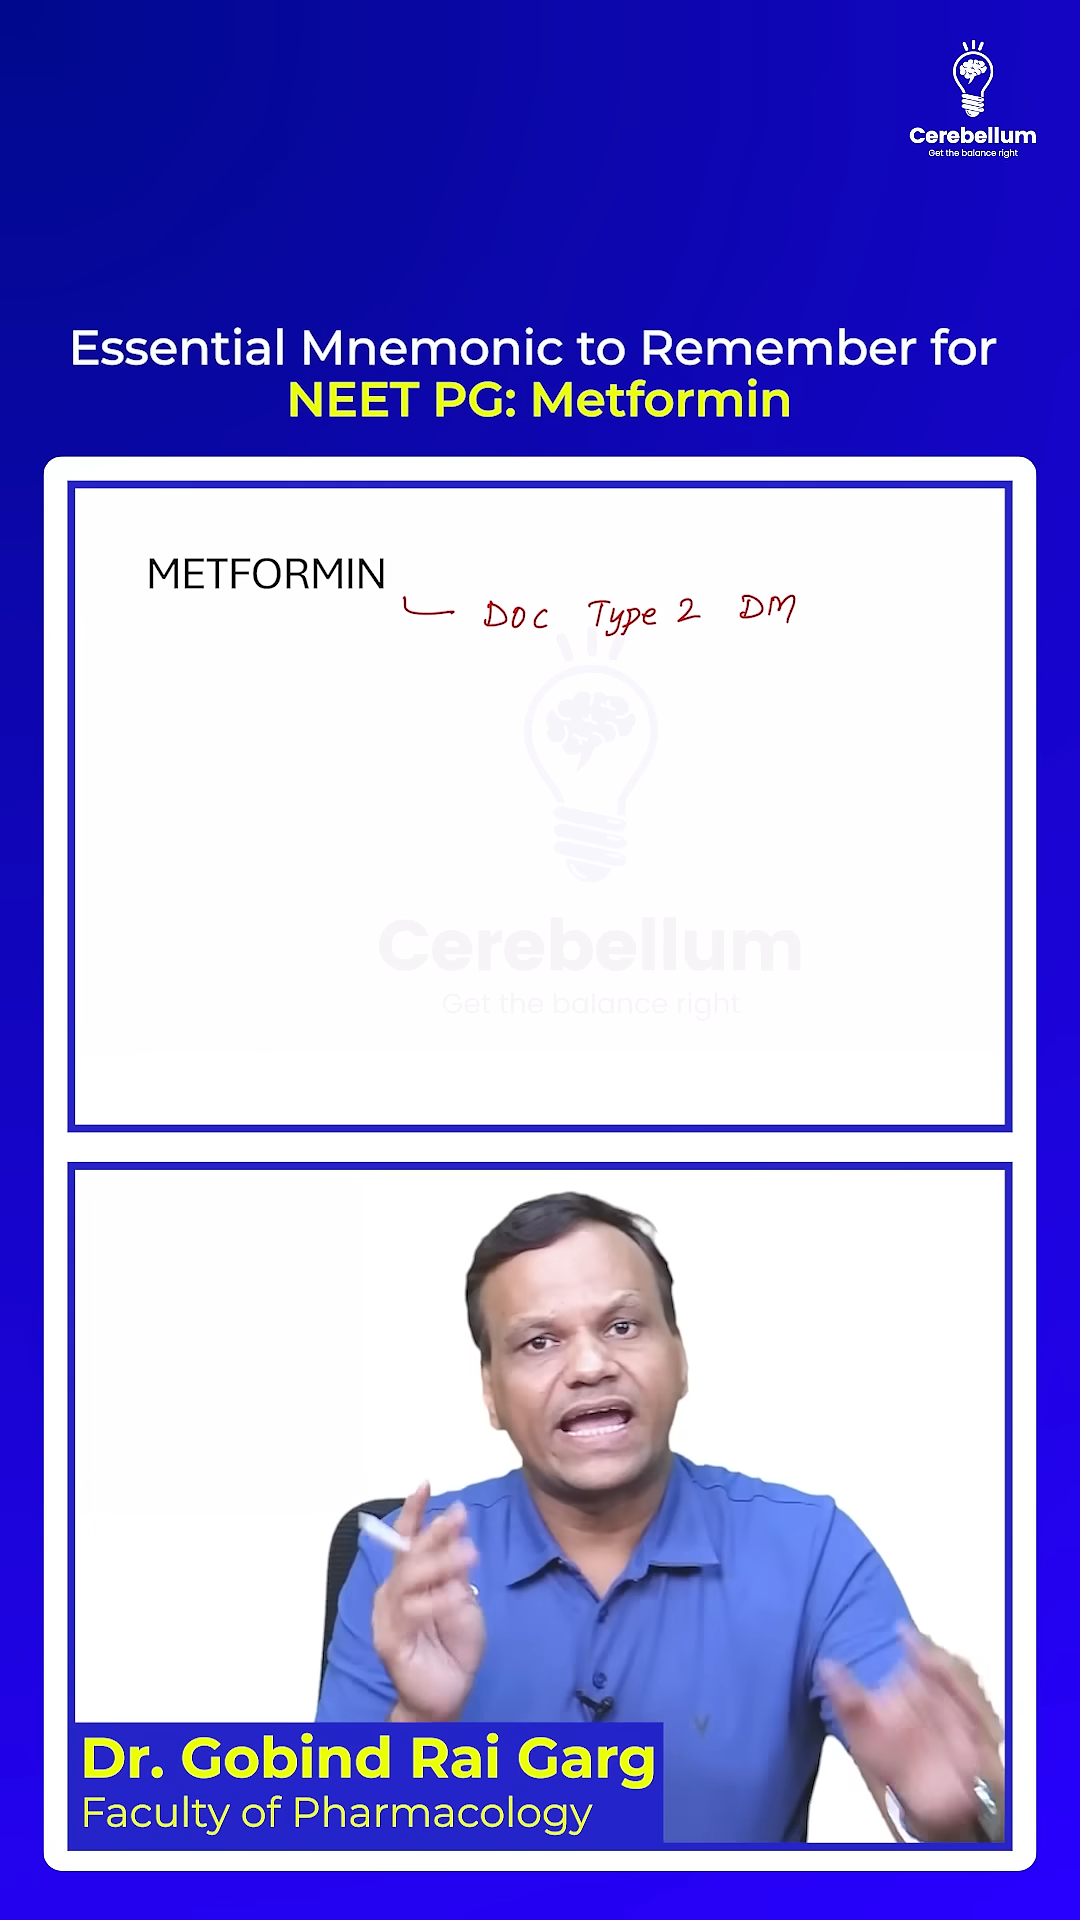 Cerebellum
Get the balance right
Essential Mnemonic to Remember for
NEET PG: Metformin
METFORMIN
DOC Type 2 DM
Cerebellum
Get the balance right
Dr. Gobind Rai Garg
Faculty of Pharmacology